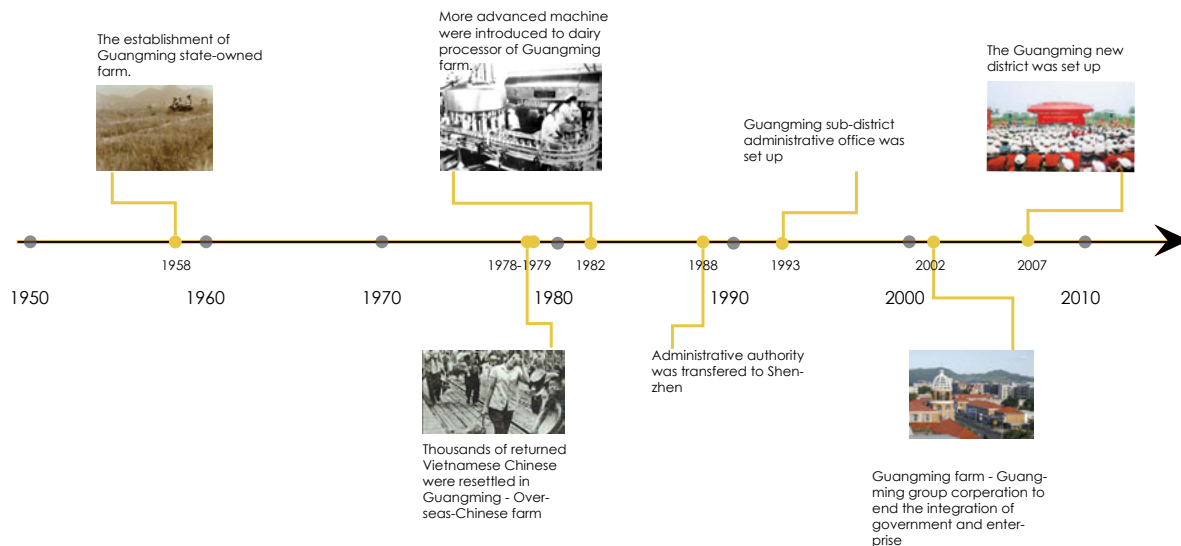 The establishment of
Guangming state-owned
farm.
More advanced machine
were introduced to dairy
processor of Guangming
farm.
Guangming sub-district
administrative office was
set up
The Guangming new
district was set up
1958
1978-1979
1982
1988
1993
2002
2007
1950
1960
1970
1980
1990
2000
2010
Thousands of returned
Vietnamese Chinese
were resettled in
Guangming - Over-
seas-Chinese farm
Administrative authority
was transfered to Shen-
zhen
Guangming farm - Guang-
ming group corperation to
end the integration of
government and enter-
prise